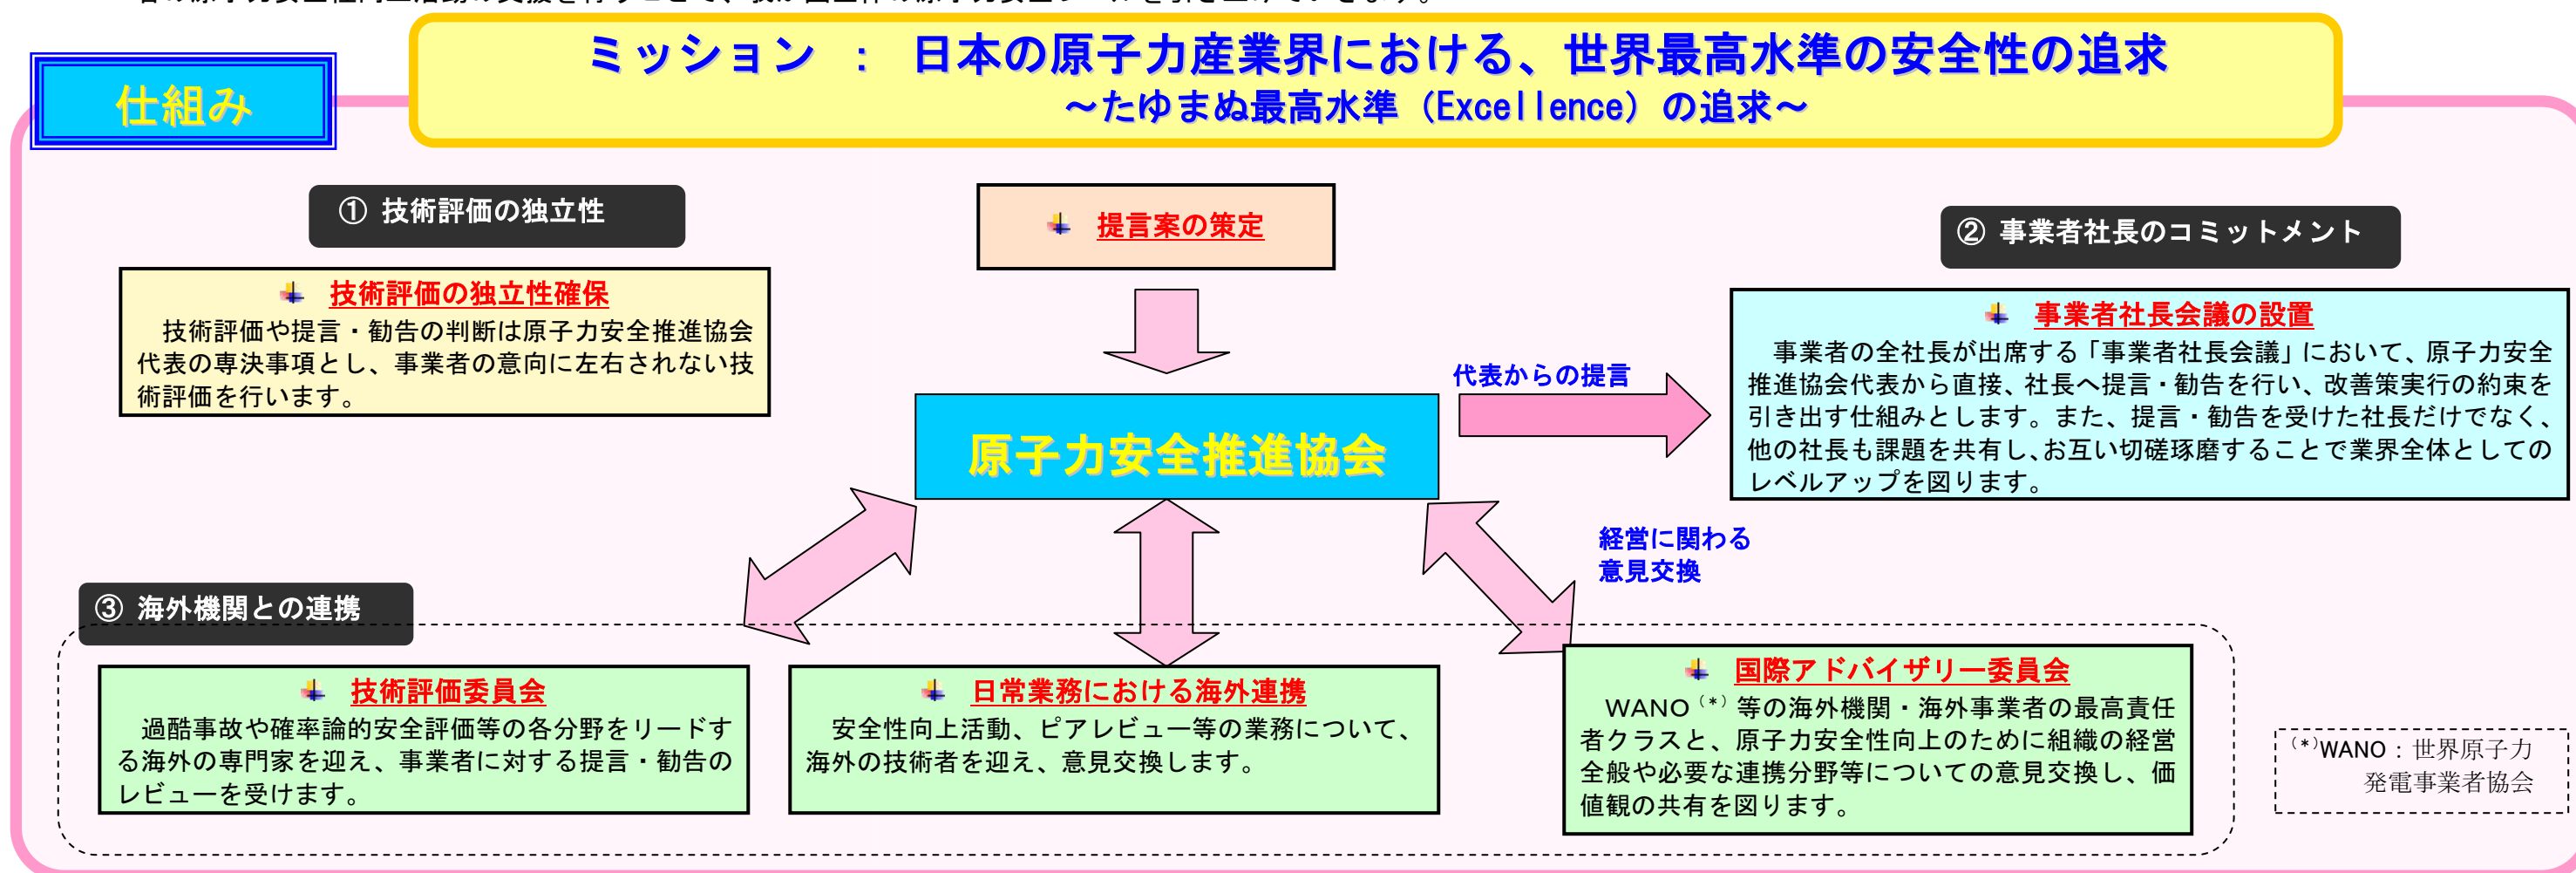 ミッション ： 日本の原子力産業界における、世界最高水準の安全性の追求
～たゆまぬ最高水準（Excellence）の追求～
仕組み
① 技術評価の独立性
技術評価の独立性確保
技術評価や提言・勧告の判断は原子力安全推進協会
代表の専決事項とし、事業者の意向に左右されない技
術評価を行います。
提言案の策定
② 事業者社長のコミットメント
事業者社長会議の設置
事業者の全社長が出席する「事業者社長会議」において、原子力安全
推進協会代表から直接、社長へ提言・勧告を行い、改善策実行の約束を
引き出す仕組みとします。また、提言・勧告を受けた社長だけでなく、
他の社長も課題を共有し、お互い切磋琢磨することで業界全体としての
レベルアップを図ります。
代表からの提言
原子力安全推進協会
経営に関わる
意見交換
③ 海外機関との連携
技術評価委員会
過酷事故や確率論的安全評価等の各分野をリードす
る海外の専門家を迎え、事業者に対する提言・勧告の
レビューを受けます。
日常業務における海外連携
安全性向上活動、ピアレビュー等の業務について、
海外の技術者を迎え、意見交換します。
国際アドバイザリー委員会
WANO（*）等の海外機関・海外事業者の最高責任
者クラスと、原子力安全性向上のために組織の経営
全般や必要な連携分野等についての意見交換し、価
値観の共有を図ります。
（*）WANO：世界原子力
発電事業者協会